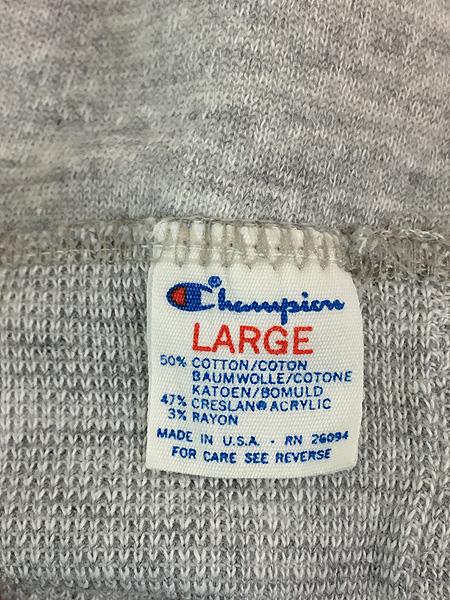 Champion®
LARGE
50% COTTON/COTON
BAUMWOLLE/COTONE
KATOEN/BOMULD
47% CRESLAN® ACRYLIC
3% RAYON
MADE IN U.S.A. · RN 26094
FOR CARE SEE REVERSE